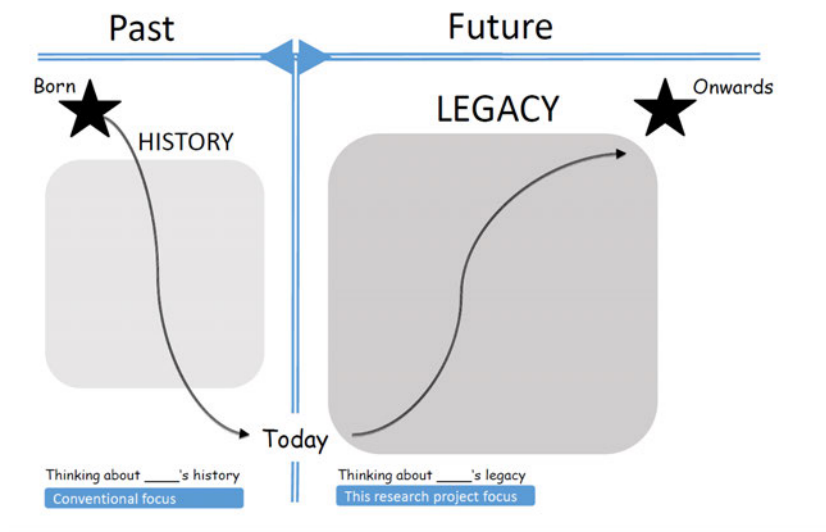 Past
Future
Born
Onwards
LEGACY
HISTORY
Today
Thinking about ____'s history
Thinking about ____'s legacy
Conventional focus
This research project focus